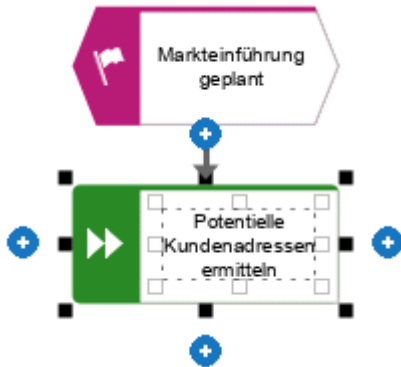 Markteinführung
geplant
Potentielle
Kundenadressen
ermitteln